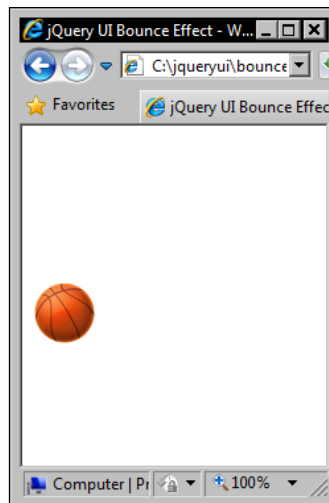 jQuery UI Bounce Effect - W...
C:\jqueryui\bounce
Favorites
jQuery UI Bounce Effec
Computer | Pr
100%